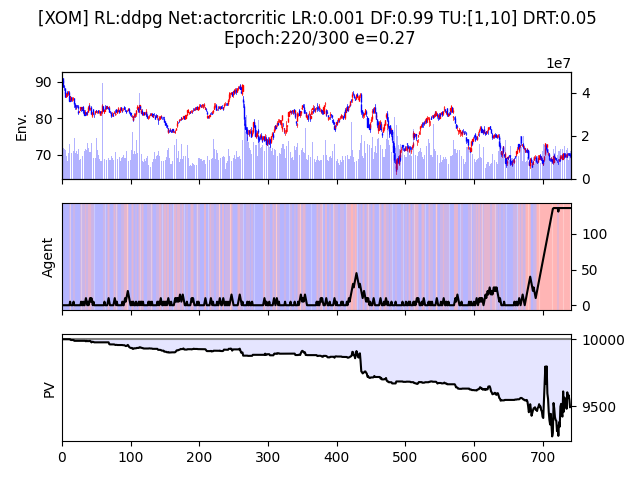 [XOM] RL:ddpg Net:actorcritic LR:0.001 DF:0.99 TU:[1,10] DRT:0.05
Epoch:220/300 e=0.27
1e7
Env.
90
80
70
4
2
0
Agent
100
50
0
PV
10000
9500
0 100 200 300 400 500 600 700